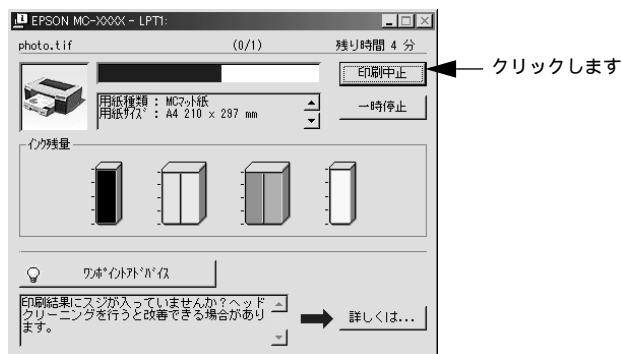 EPSON MC-XXXX - LPT1:
photo.tif (0/1) 残り時間 4 分
印刷中止
クリックします
用紙種類 : MCマット紙
用紙サイズ : A4 210 × 297 mm
一時停止
インク残量
ワンポイントアドバイス
印刷結果にスジが入っていませんか?ヘッド
クリーニングを行うと改善できる場合があり
ます。
詳しくは...